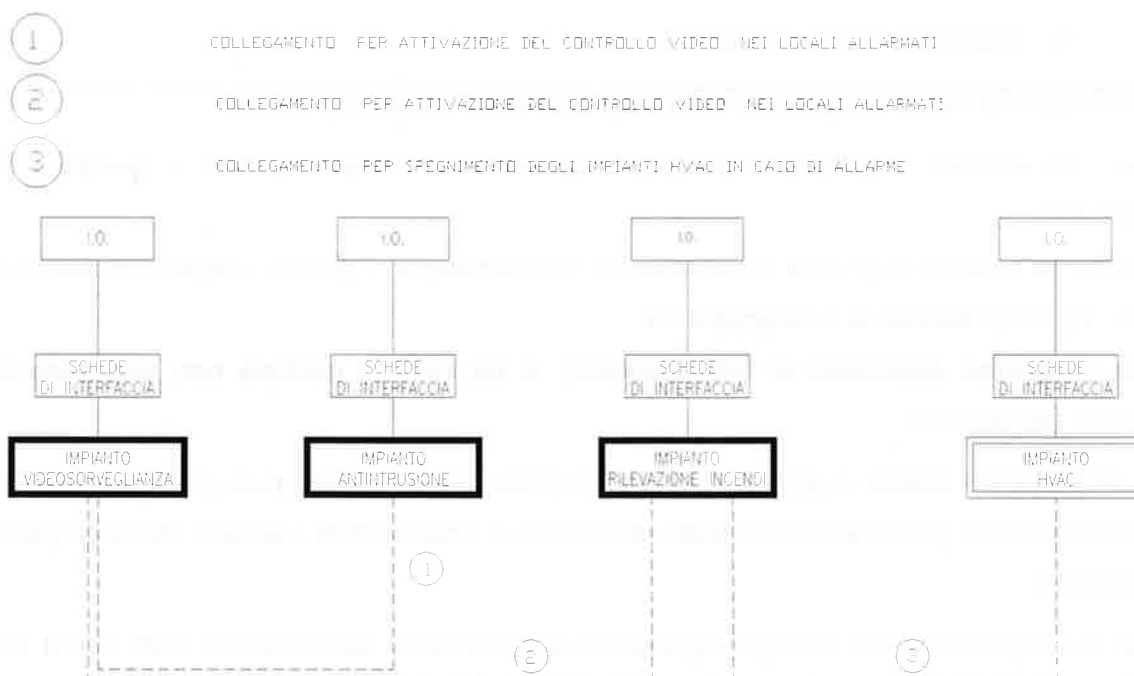 1 COLLEGAMENTO PER ATTIVAZIONE DEL CONTROLLO VIDEO NEI LOCALI ALLARMATI
2 COLLEGAMENTO PER ATTIVAZIONE DEL CONTROLLO VIDEO NEI LOCALI ALLARMATI
3 COLLEGAMENTO PER SPEGNIMENTO DEGLI IMPIANTI HVAC IN CASO DI ALLARME
I.O. I.O. I.O. I.O.
SCHEDE SCHEDE SCHEDE SCHEDE
DI INTERFACCIA DI INTERFACCIA DI INTERFACCIA DI INTERFACCIA
IMPIANTO IMPIANTO IMPIANTO IMPIANTO
VIDEOSORVEGLIANZA ANTINTRUSIONE RILEVAZIONE INCENDI HVAC
1
2 3